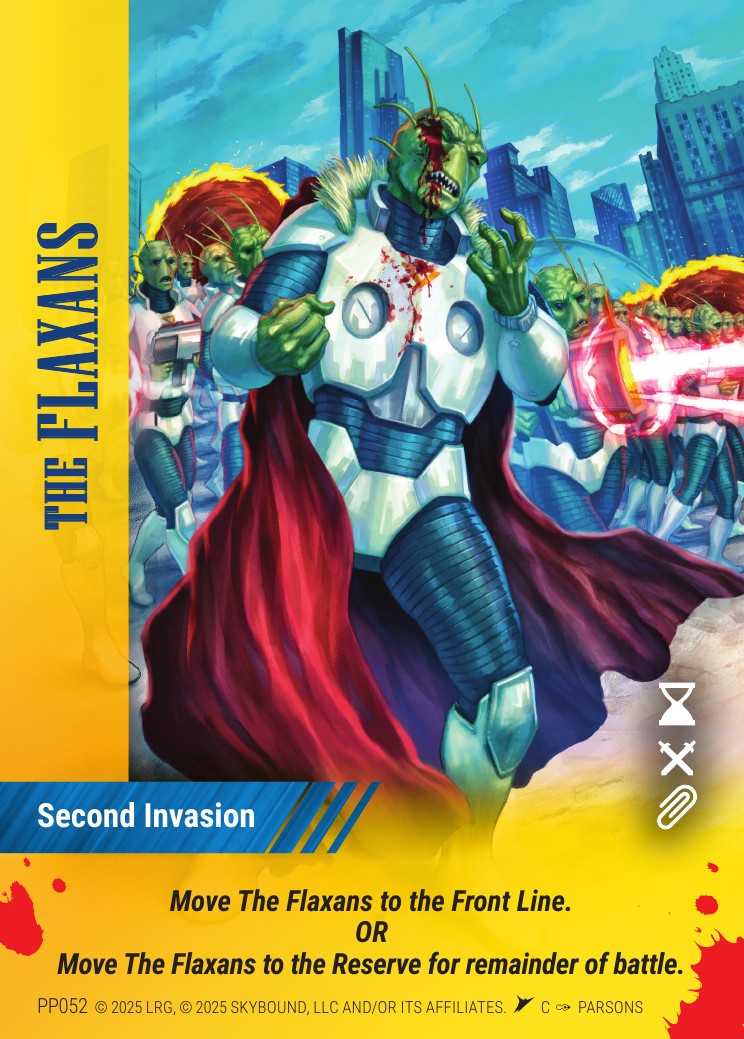 THE FLAXANS
Second Invasion
Move The Flaxans to the Front Line.
OR
Move The Flaxans to the Reserve for remainder of battle.
PP052 © 2025 LRG, © 2025 SKYBOUND, LLC AND/OR ITS AFFILIATES. C PARSONS